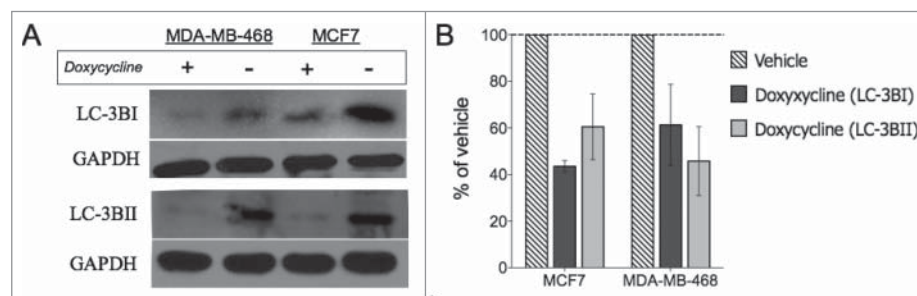 A
MDA-MB-468 MCF7
Doxycycline + - + -
LC-3BI
GAPDH
LC-3BII
GAPDH
B
% of vehicle
100
80
60
40
20
0
MCF7 MDA-MB-468
Vehicle
Doxyxycline (LC-3BI)
Doxycycline (LC-3BII)